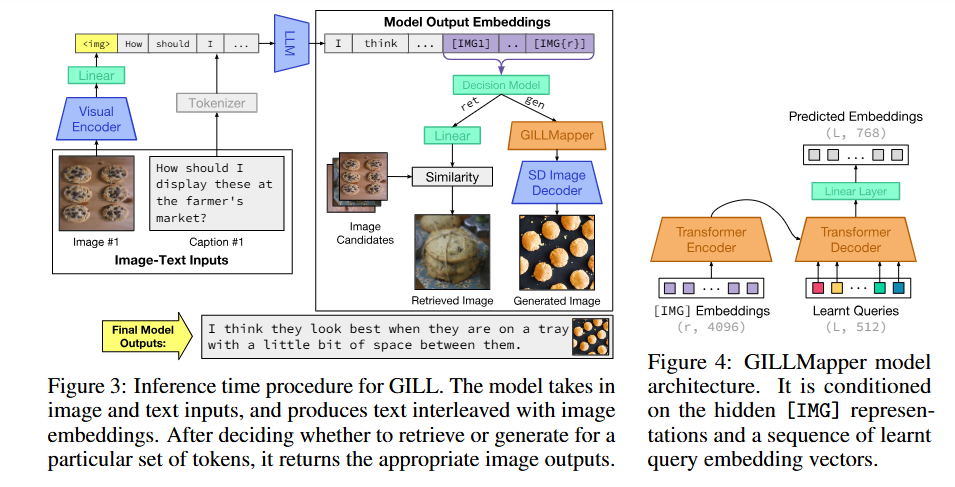 Model Output Embeddings
<img> How should I ...
LLM
I think ... [IMG1] .. [IMG{r}]
Linear
Decision Model
Visual
Encoder
Tokenizer
ret
gen
Linear
GILLMapper
How should I
display these at
the farmer's
market?
Similarity
SD Image
Decoder
Image
Candidates
Image #1
Caption #1
Image-Text Inputs
Retrieved Image
Generated Image
Final Model
Outputs:
I think they look best when they are on a tray
with a little bit of space between them.
Figure 3: Inference time procedure for GILL. The model takes in
image and text inputs, and produces text interleaved with image
embeddings. After deciding whether to retrieve or generate for a
particular set of tokens, it returns the appropriate image outputs.
Predicted Embeddings
(L, 768)
...
Linear Layer
Transformer
Encoder
Transformer
Decoder
...
...
[IMG] Embeddings
(r, 4096)
Learnt Queries
(L, 512)
Figure 4: GILLMapper model
architecture. It is conditioned
on the hidden [IMG] represen-
tations and a sequence of learnt
query embedding vectors.